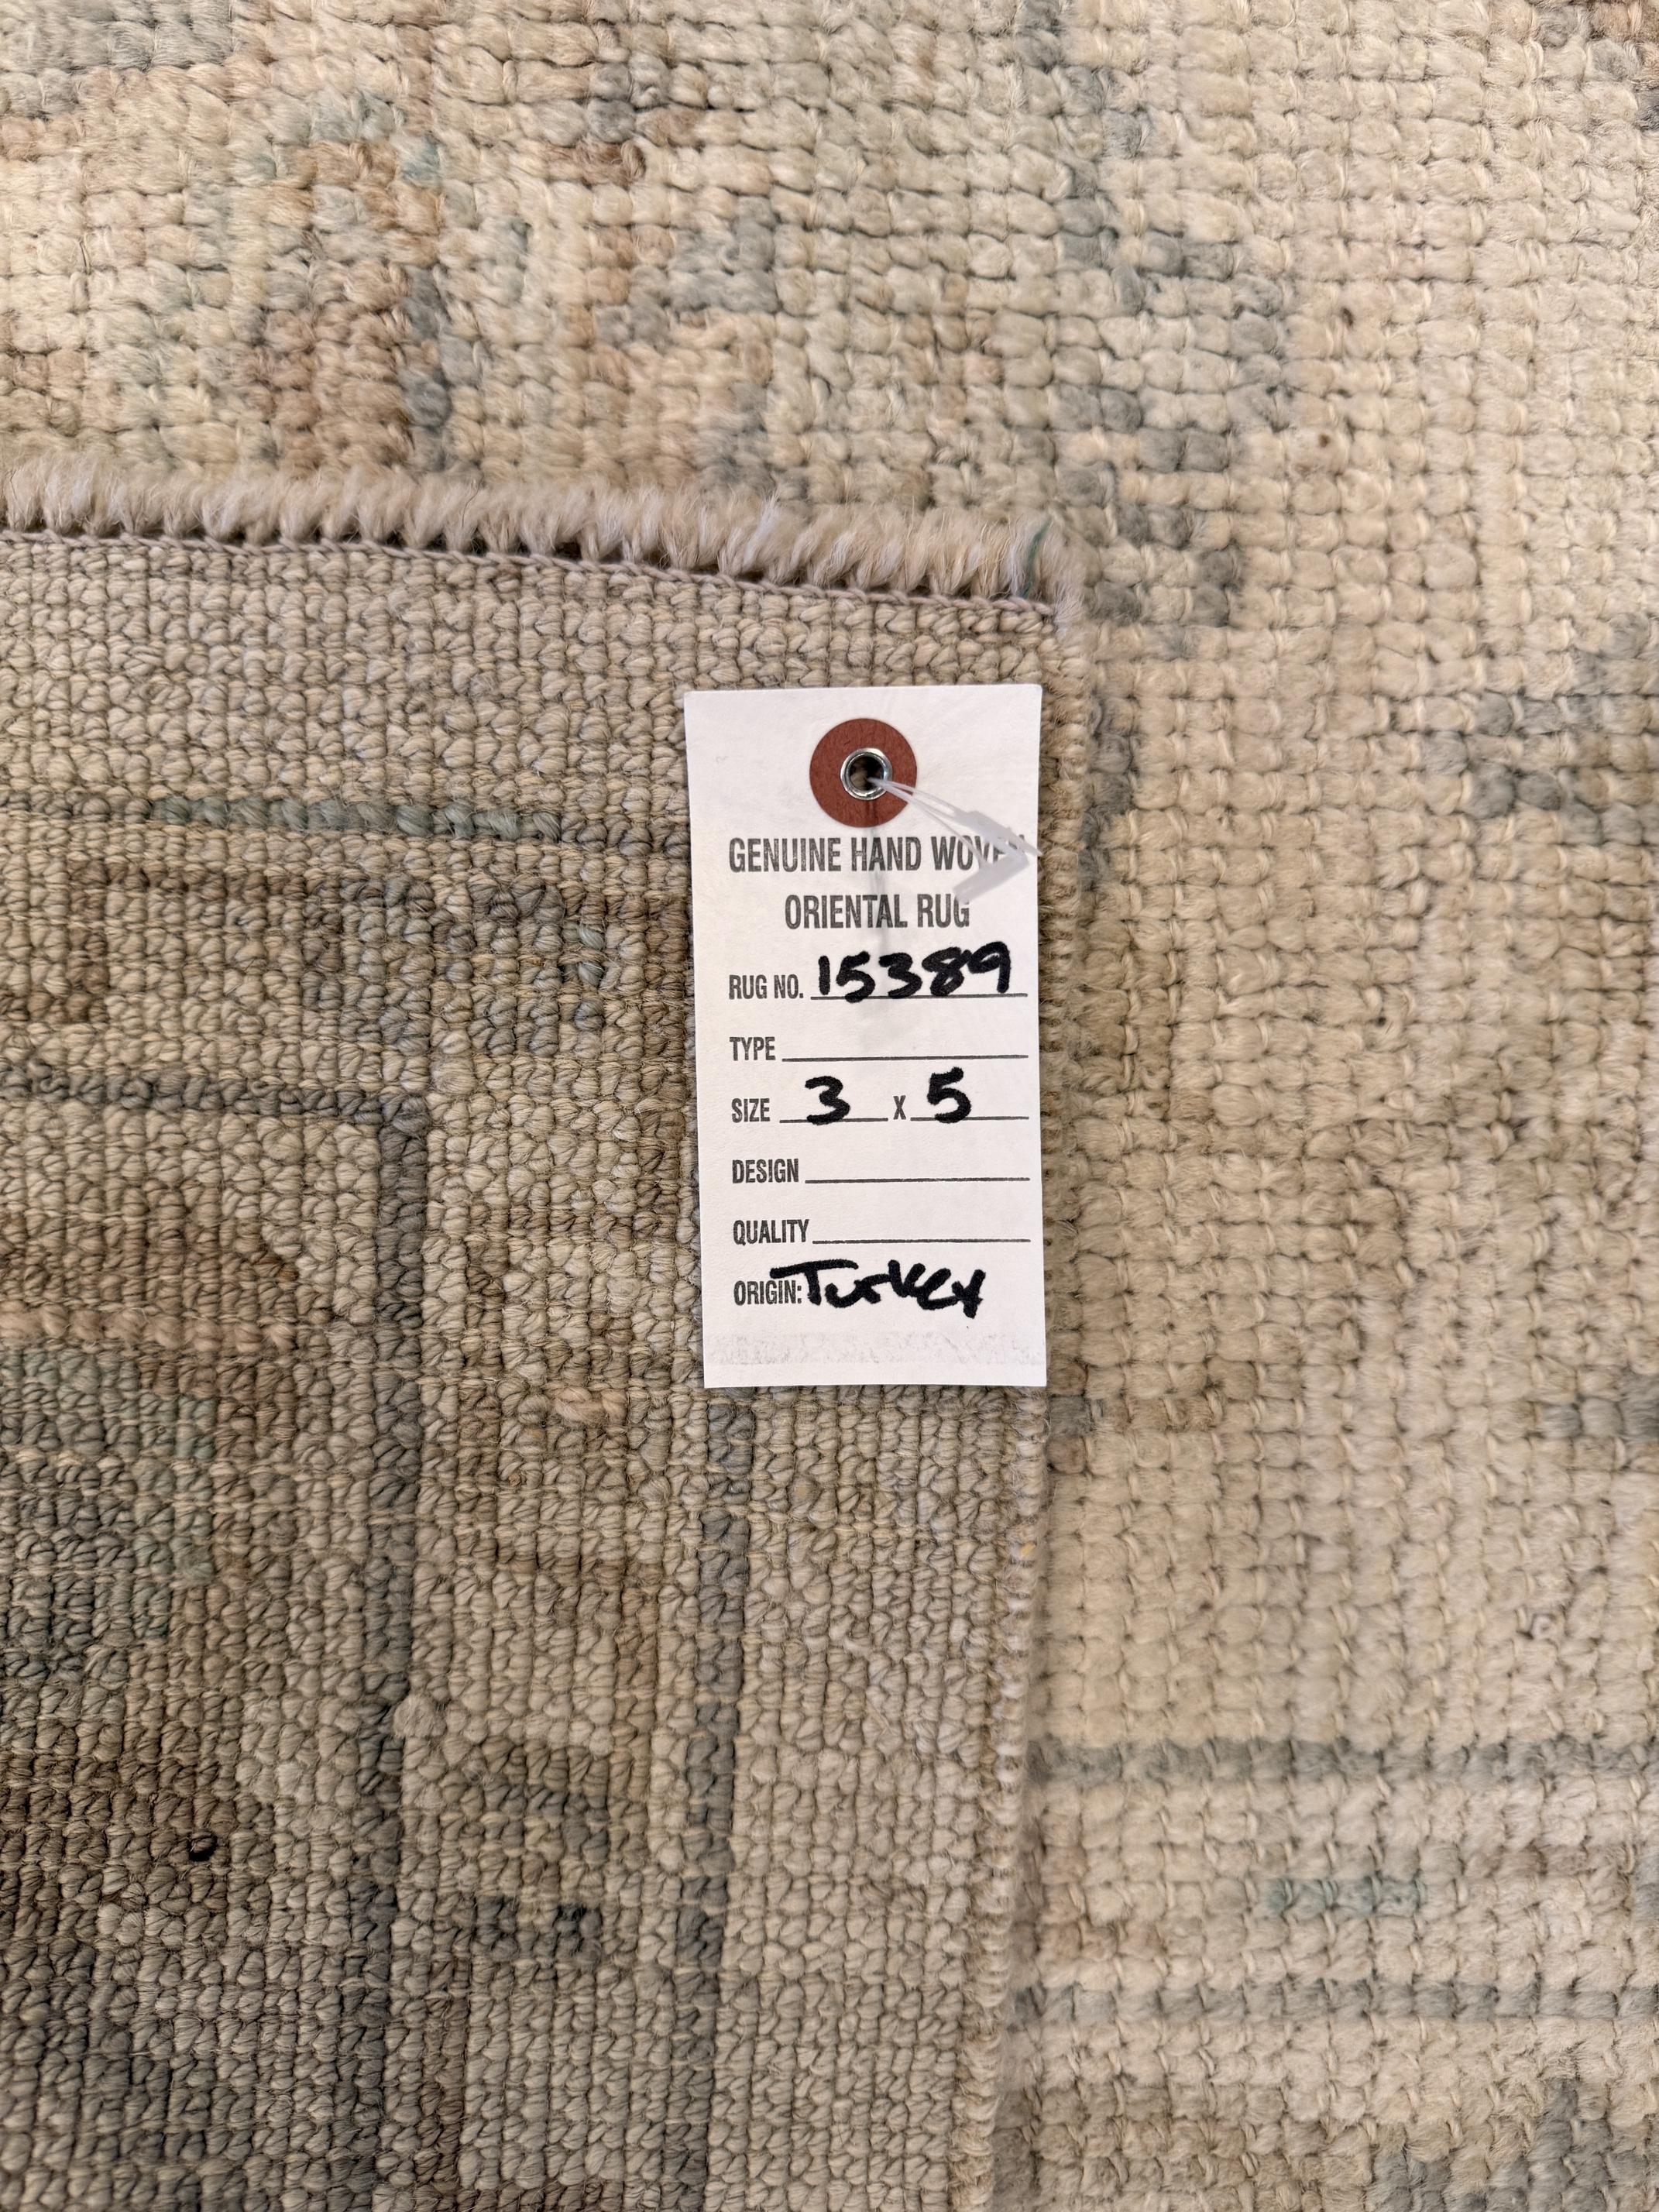 GENUINE HAND WOVEN
ORIENTAL RUG
RUG NO. 15389
TYPE
SIZE 3 X 5
DESIGN
QUALITY
ORIGIN: Turkey